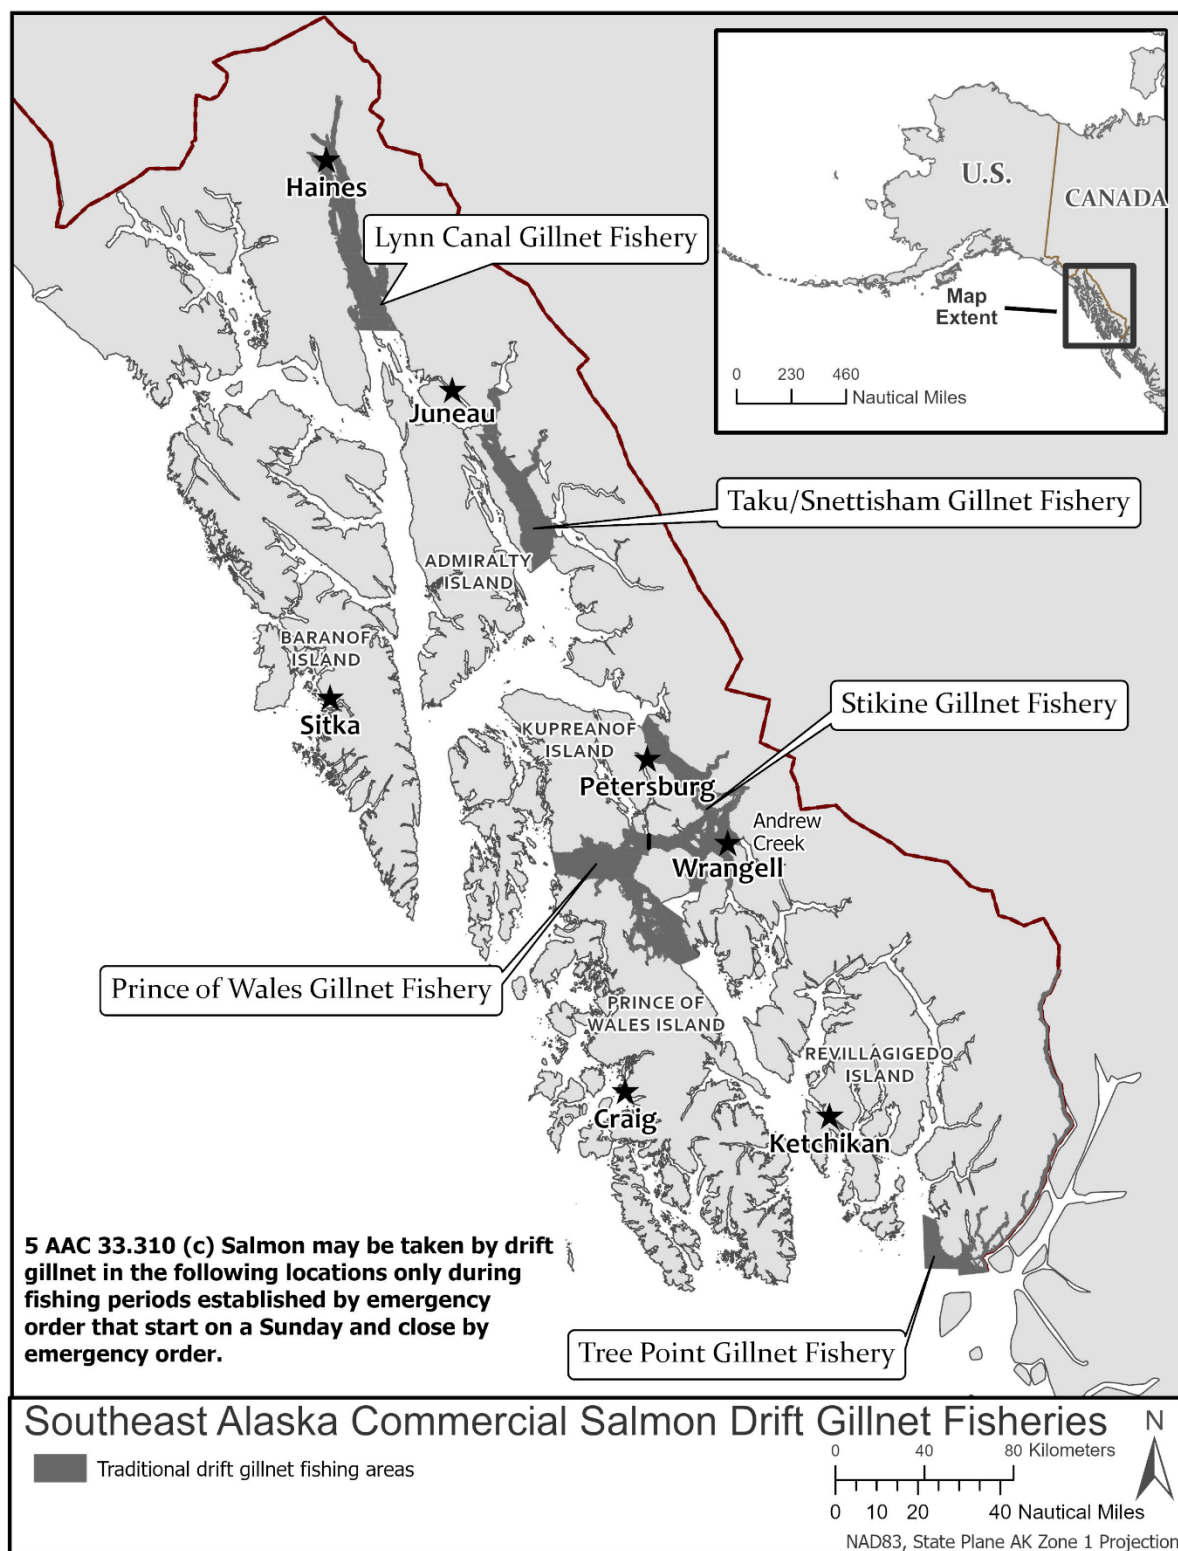 U.S.
CANADA
Map
Extent
0 230 460
Nautical Miles
Haines
Lynn Canal Gillnet Fishery
Juneau
Taku/Snettisham Gillnet Fishery
ADMIRALTY
ISLAND
BARANOF
ISLAND
Sitka
Stikine Gillnet Fishery
KUPREANOF
ISLAND
Petersburg
Andrew
Creek
Wrangell
Prince of Wales Gillnet Fishery
PRINCE OF
WALES ISLAND
REVILLAGIGEDO
ISLAND
Craig
Ketchikan
5 AAC 33.310 (c) Salmon may be taken by drift
gillnet in the following locations only during
fishing periods established by emergency
order that start on a Sunday and close by
emergency order.
Tree Point Gillnet Fishery
Southeast Alaska Commercial Salmon Drift Gillnet Fisheries
N
Traditional drift gillnet fishing areas
0 40 80 Kilometers
0 10 20 40 Nautical Miles
NAD83, State Plane AK Zone 1 Projection